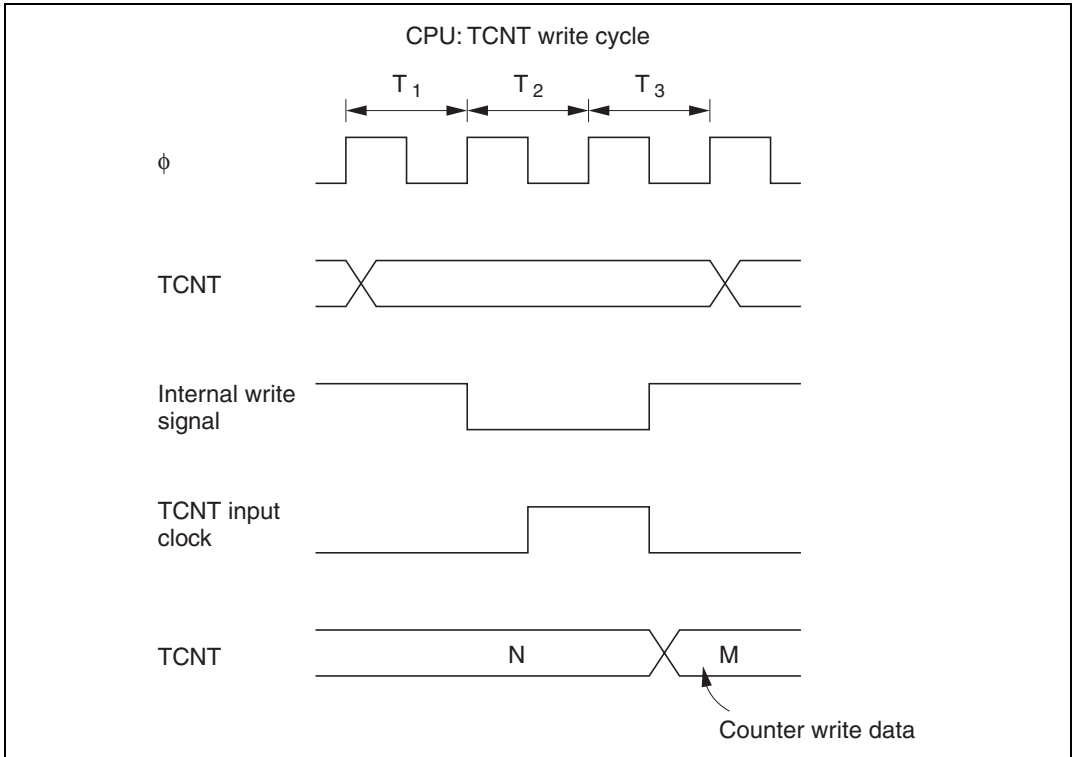 CPU: TCNT write cycle
T1 T2 T3
ϕ
TCNT
Internal write
signal
TCNT input
clock
TCNT
N M
Counter write data